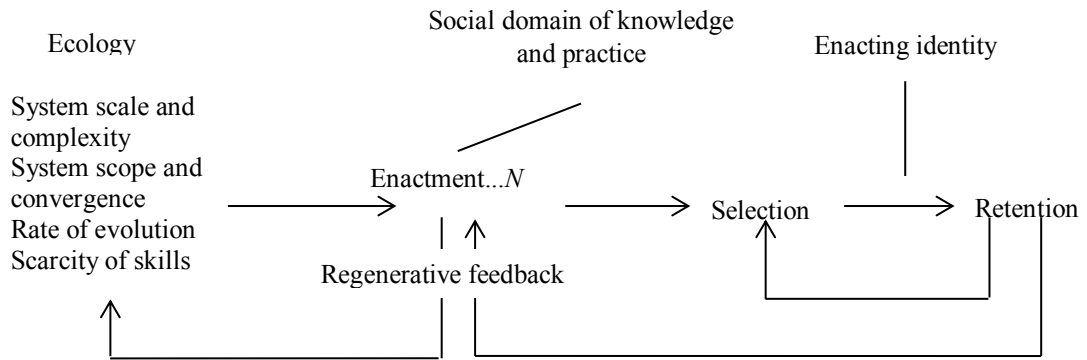 Ecology
Social domain of knowledge
and practice
Enacting identity
System scale and
complexity
System scope and
convergence
Rate of evolution
Scarcity of skills
Enactment...N
Selection
Retention
Regenerative feedback